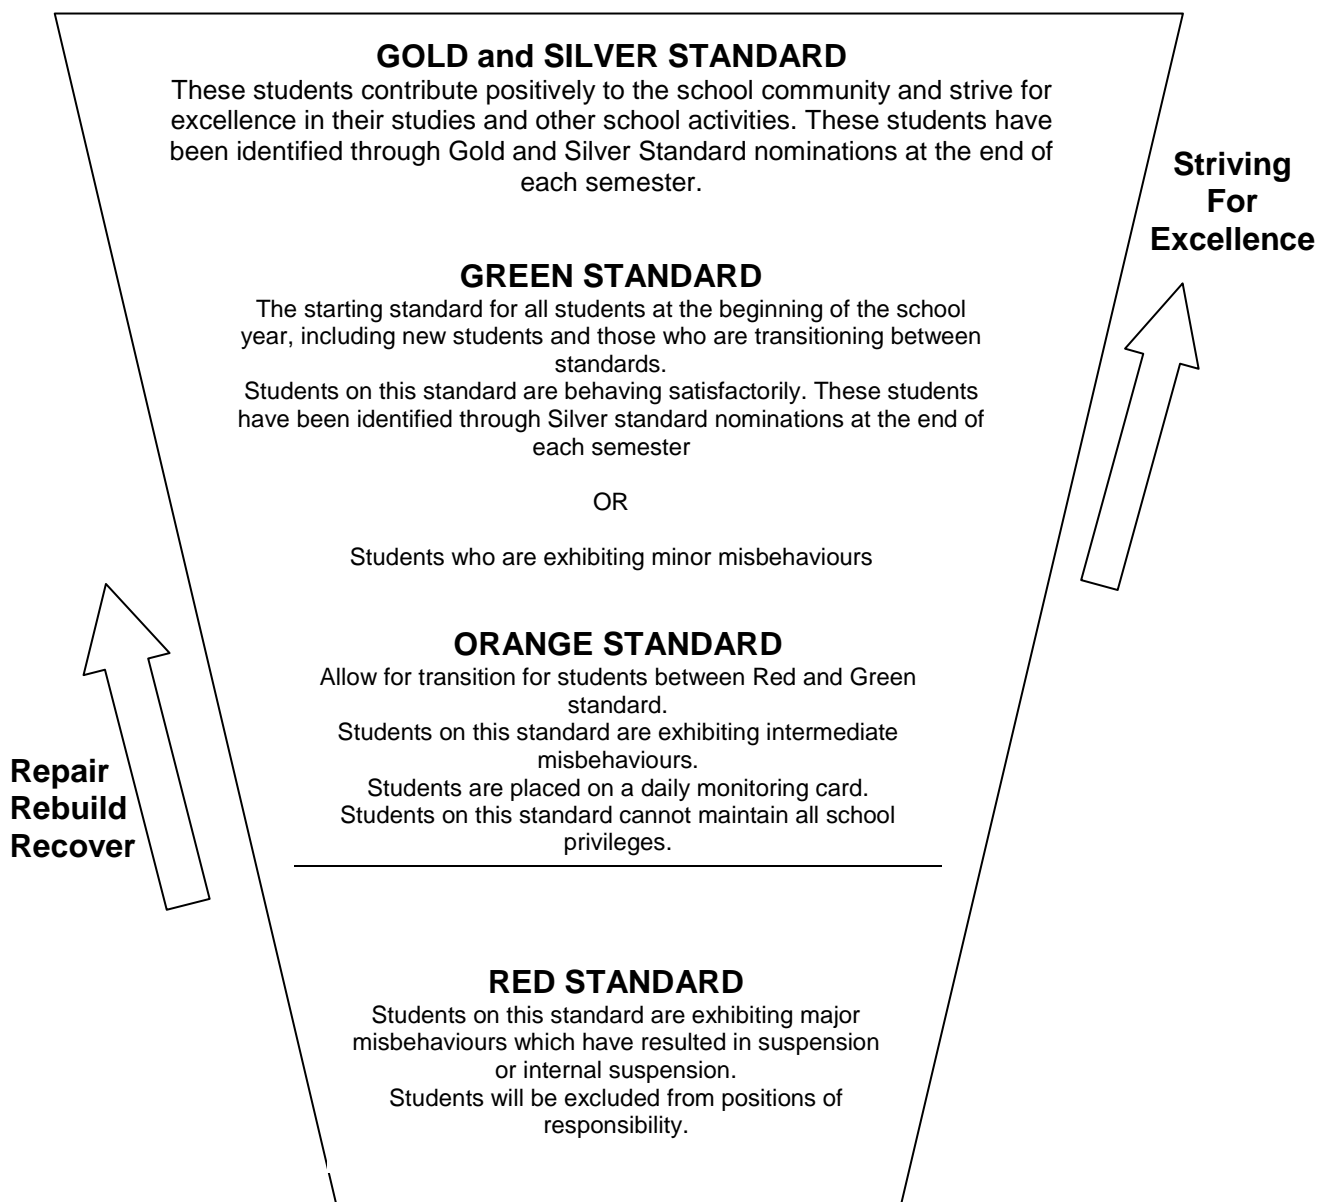 GOLD and SILVER STANDARD
These students contribute positively to the school community and strive for
excellence in their studies and other school activities. These students have
been identified through Gold and Silver Standard nominations at the end of
each semester.
Striving
For
Excellence
GREEN STANDARD
The starting standard for all students at the beginning of the school
year, including new students and those who are transitioning between
standards.
Students on this standard are behaving satisfactorily. These students
have been identified through Silver standard nominations at the end of
each semester
OR
Students who are exhibiting minor misbehaviours
ORANGE STANDARD
Allow for transition for students between Red and Green
standard.
Students on this standard are exhibiting intermediate
misbehaviours.
Students are placed on a daily monitoring card.
Students on this standard cannot maintain all school
privileges.
Repair
Rebuild
Recover
RED STANDARD
Students on this standard are exhibiting major
misbehaviours which have resulted in suspension
or internal suspension.
Students will be excluded from positions of
responsibility.